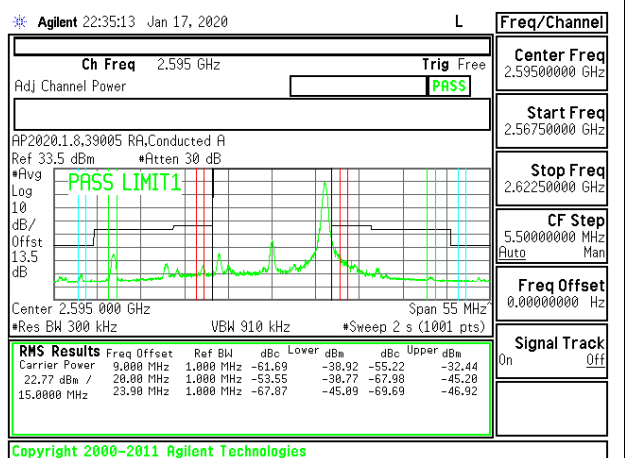 Agilent 22:35:13 Jan 17, 2020 L Freq/Channel
Ch Freq 2.595 GHz Trig Free
Adj Channel Power PASS
Center Freq
2.59500000 GHz
Start Freq
2.56750000 GHz
AP2020.1.8,39005 RA,Conducted A
Ref 33.5 dBm #Atten 30 dB
#Avg
Log
10
dB/
Offst
13.5
dB
PASS LIMIT1
Stop Freq
2.62250000 GHz
CF Step
5.50000000 MHz
Auto Man
Freq Offset
0.00000000 Hz
Center 2.595 000 GHz Span 55 MHz^
#Res BW 300 kHz VBW 910 kHz #Sweep 2 s (1001 pts)
Signal Track
On Off
RMS Results Freq Offset Ref BW dBc Lower dBm dBc Upper dBm
Carrier Power 9.000 MHz 1.000 MHz -61.69 -38.92 -55.22 -32.44
22.77 dBm / 20.00 MHz 1.000 MHz -53.55 -30.77 -67.98 -45.20
15.0000 MHz 23.90 MHz 1.000 MHz -67.87 -45.09 -69.69 -46.92
Copyright 2000-2011 Agilent Technologies